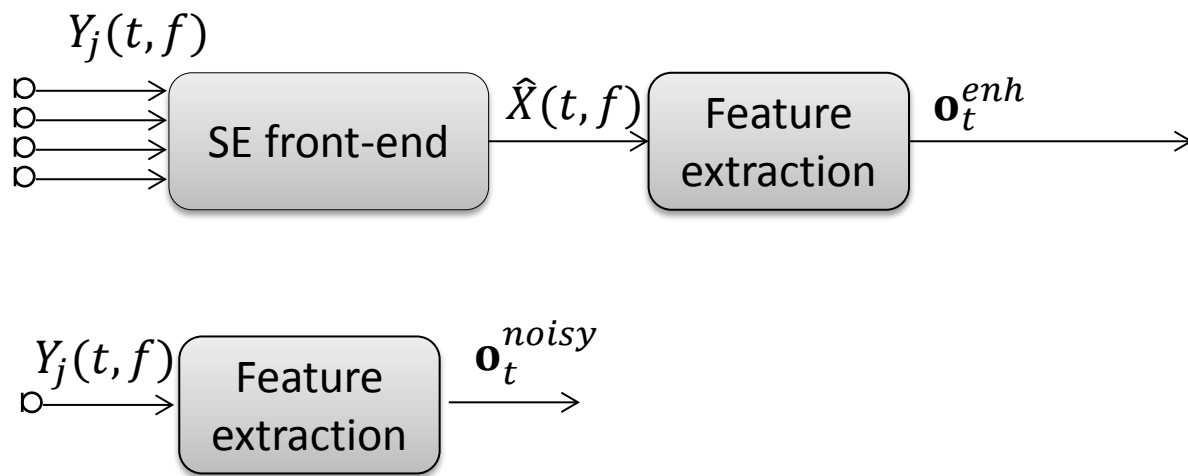 Y_j(t, f)
SE front-end
X̂(t, f)
Feature
extraction
𝐨_t^{enh}
Y_j(t, f)
Feature
extraction
𝐨_t^{noisy}